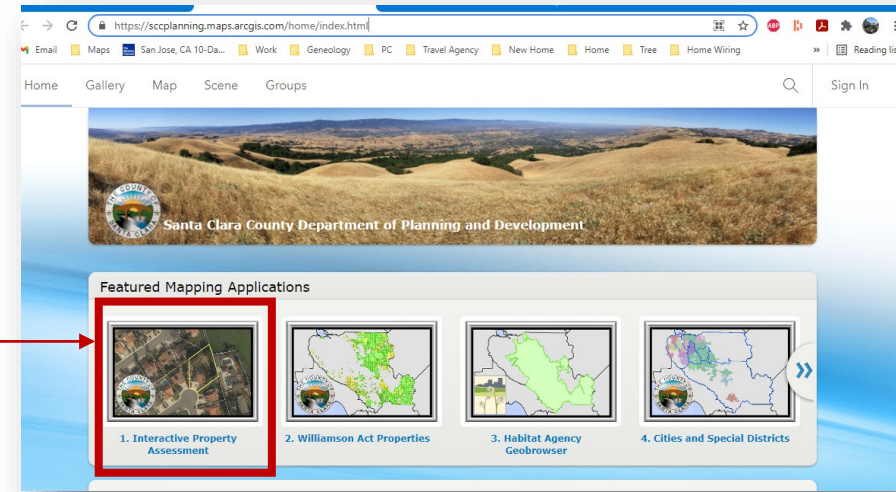 https://sccplanning.maps.arcgis.com/home/index.html
Email Maps San Jose, CA 10-Da... Work Geneology PC Travel Agency New Home Home Tree Home Wiring » Reading lis
Home Gallery Map Scene Groups Sign In
Santa Clara County Department of Planning and Development
Featured Mapping Applications
1. Interactive Property
Assessment
2. Williamson Act Properties
3. Habitat Agency
Geobrowser
4. Cities and Special Districts